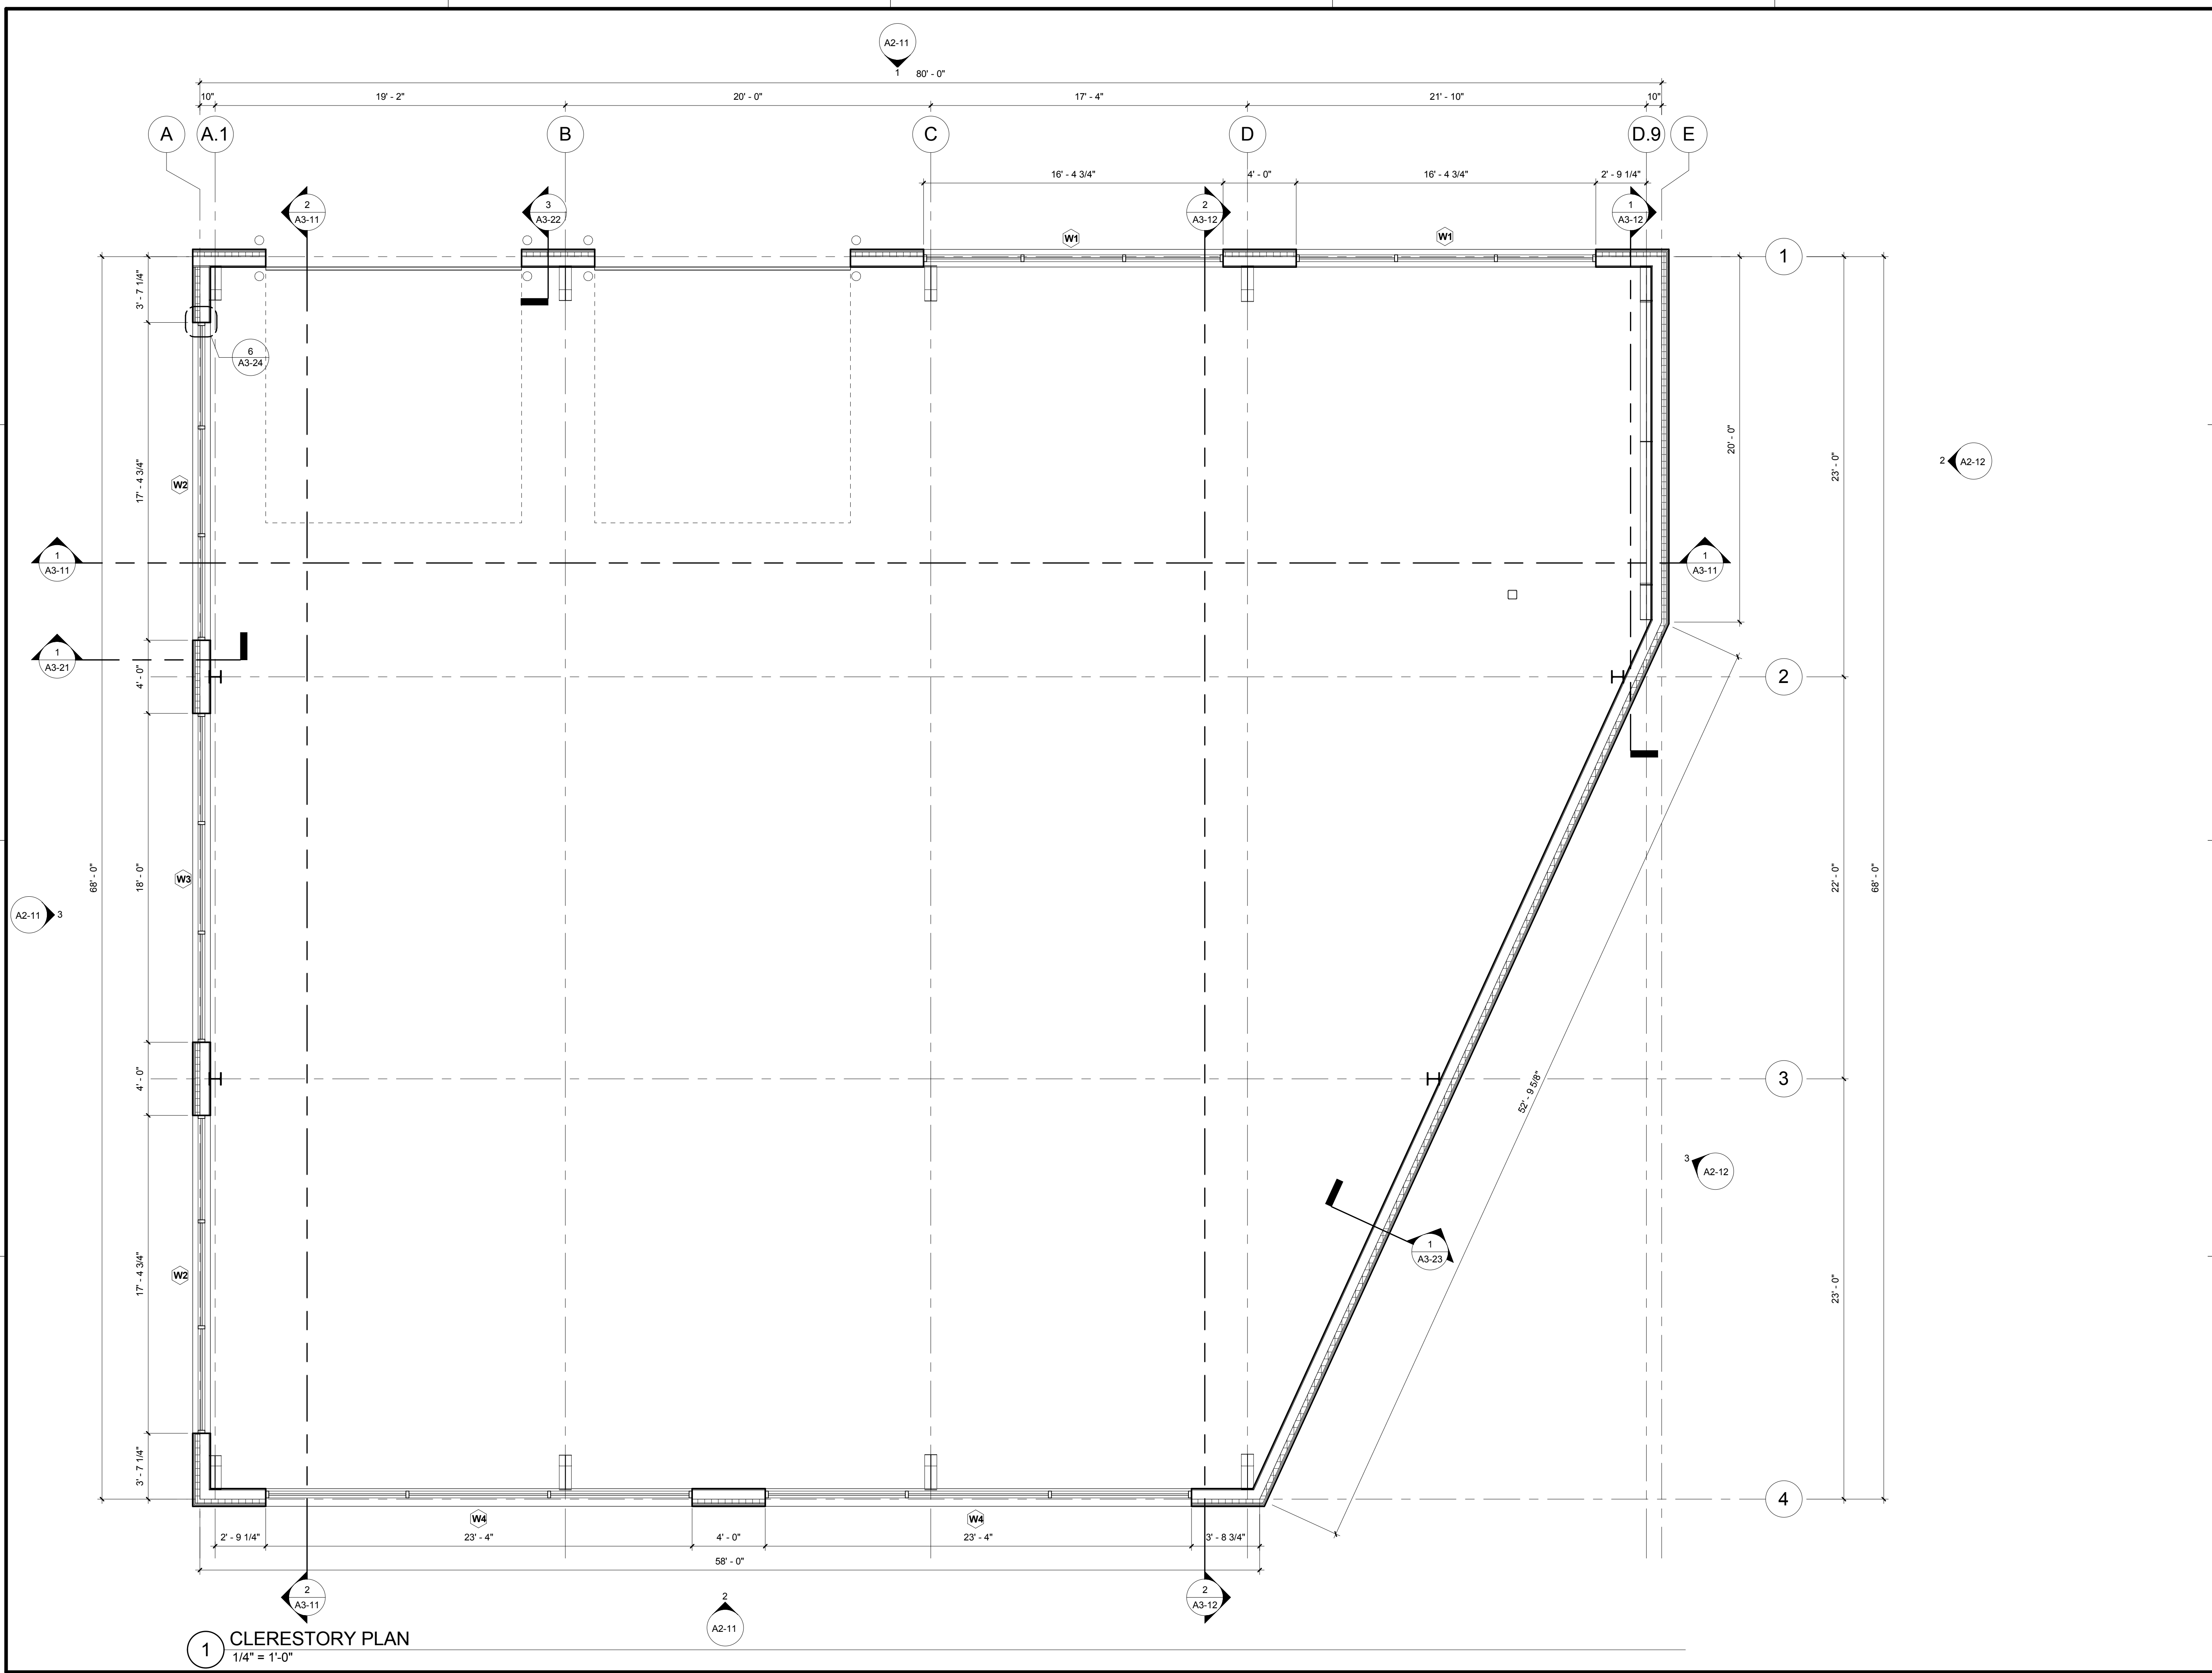 A2-11
1
80' - 0"
10"
19' - 2"
20' - 0"
17' - 4"
21' - 10"
10"
A
A.1
B
C
D
D.9
E
16' - 4 3/4"
4' - 0"
16' - 4 3/4"
2' - 9 1/4"
2
A3-11
3
A3-22
2
A3-12
1
A3-12
W1
W1
1
3' - 7 1/4"
6
A3-24
20' - 0"
23' - 0"
2
A2-12
17' - 4 3/4"
W2
1
A3-11
1
A3-11
1
A3-21
4' - 0"
2
68' - 0"
18' - 0"
W3
22' - 0"
68' - 0"
A2-11
3
4' - 0"
3
52' - 9 5/8"
3
A2-12
1
A3-23
17' - 4 3/4"
W2
23' - 0"
3' - 7 1/4"
4
W4
W4
2' - 9 1/4"
23' - 4"
4' - 0"
23' - 4"
3' - 8 3/4"
58' - 0"
2
A3-11
2
A2-11
2
A3-12
1
CLERESTORY PLAN
1/4" = 1'-0"